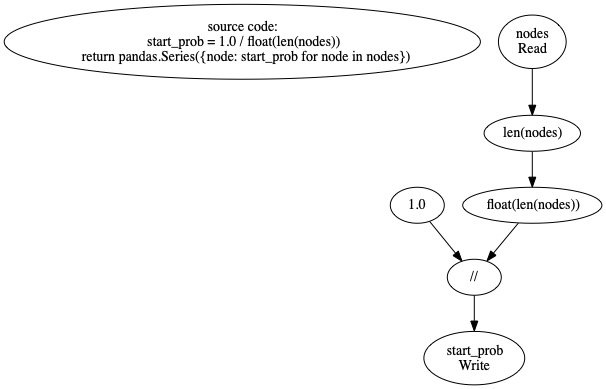 source code:
start_prob = 1.0 / float(len(nodes))
return pandas.Series({node: start_prob for node in nodes})
nodes
Read
len(nodes)
1.0
float(len(nodes))
//
start_prob
Write